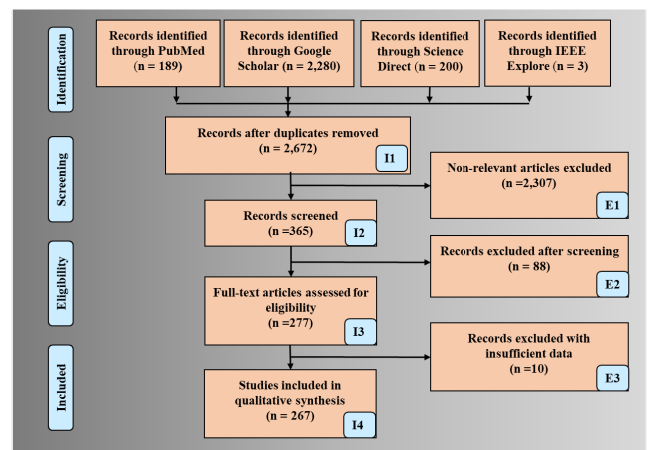 Identification
Records identified
through PubMed
(n = 189)
Records identified
through Google
Scholar (n = 2,280)
Records identified
through Science
Direct (n = 200)
Records identified
through IEEE
Explore (n = 3)
Screening
Records after duplicates removed
(n = 2,672)
I1
Non-relevant articles excluded
(n =2,307)
E1
Records screened
(n =365)
I2
Eligibility
Records excluded after screening
(n = 88)
E2
Full-text articles assessed for
eligibility
(n =277)
I3
Included
Records excluded with
insufficient data
(n =10)
E3
Studies included in
qualitative synthesis
(n = 267)
I4